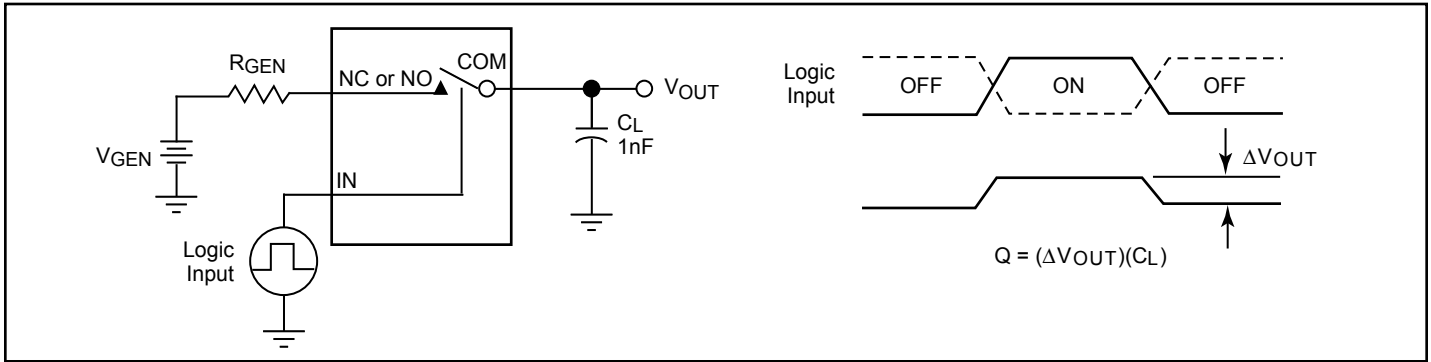 RGEN
NC or NO
COM
VOUT
CL
1nF
VGEN
IN
Logic
Input
Logic
Input
OFF
ON
OFF
ΔVOUT
Q = (ΔVOUT)(CL)